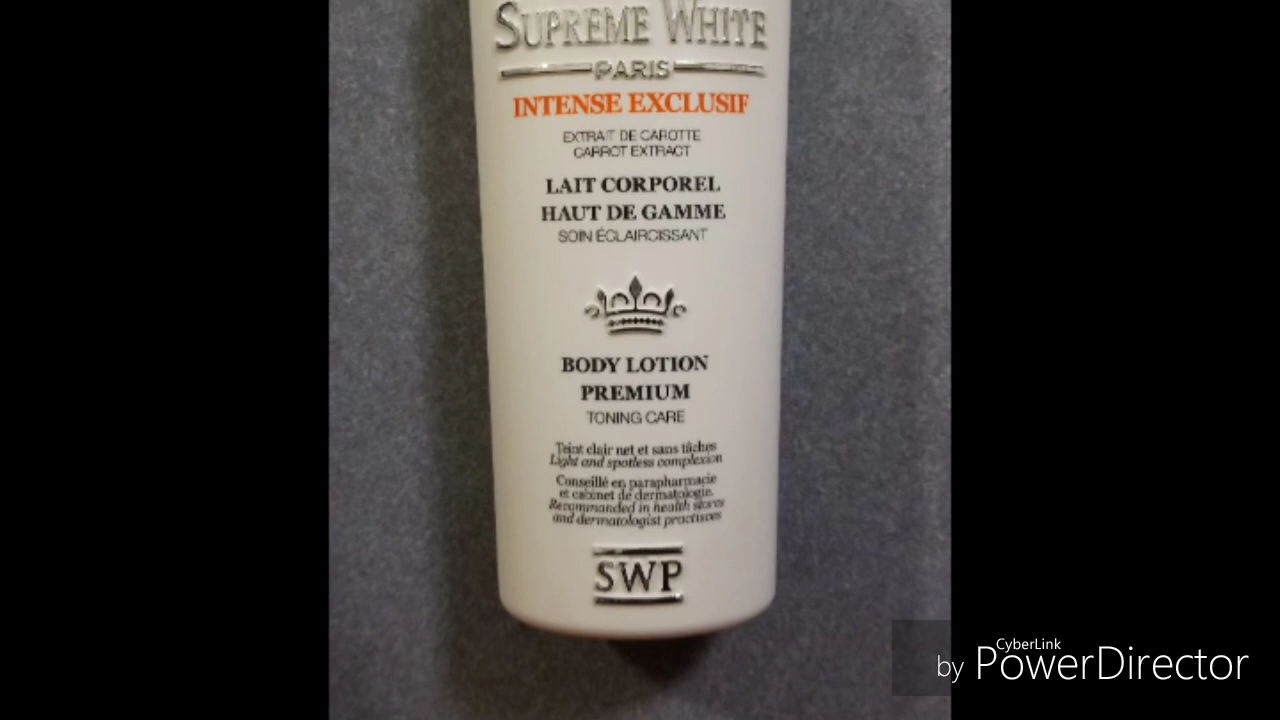 SUPREME WHITE
PARIS
INTENSE EXCLUSIF
EXTRAIT DE CAROTTE
CARROT EXTRACT
LAIT CORPOREL
HAUT DE GAMME
SOIN ÉCLAIRCISSANT
BODY LOTION
PREMIUM
TONING CARE
Teint clair net et sans tâches
Light and spotless complexion
Conseillé en parapharmacie
et cabinet de dermatologie.
Recommanded in health stores
and dermatologist practises
SWP
CyberLink
by PowerDirector